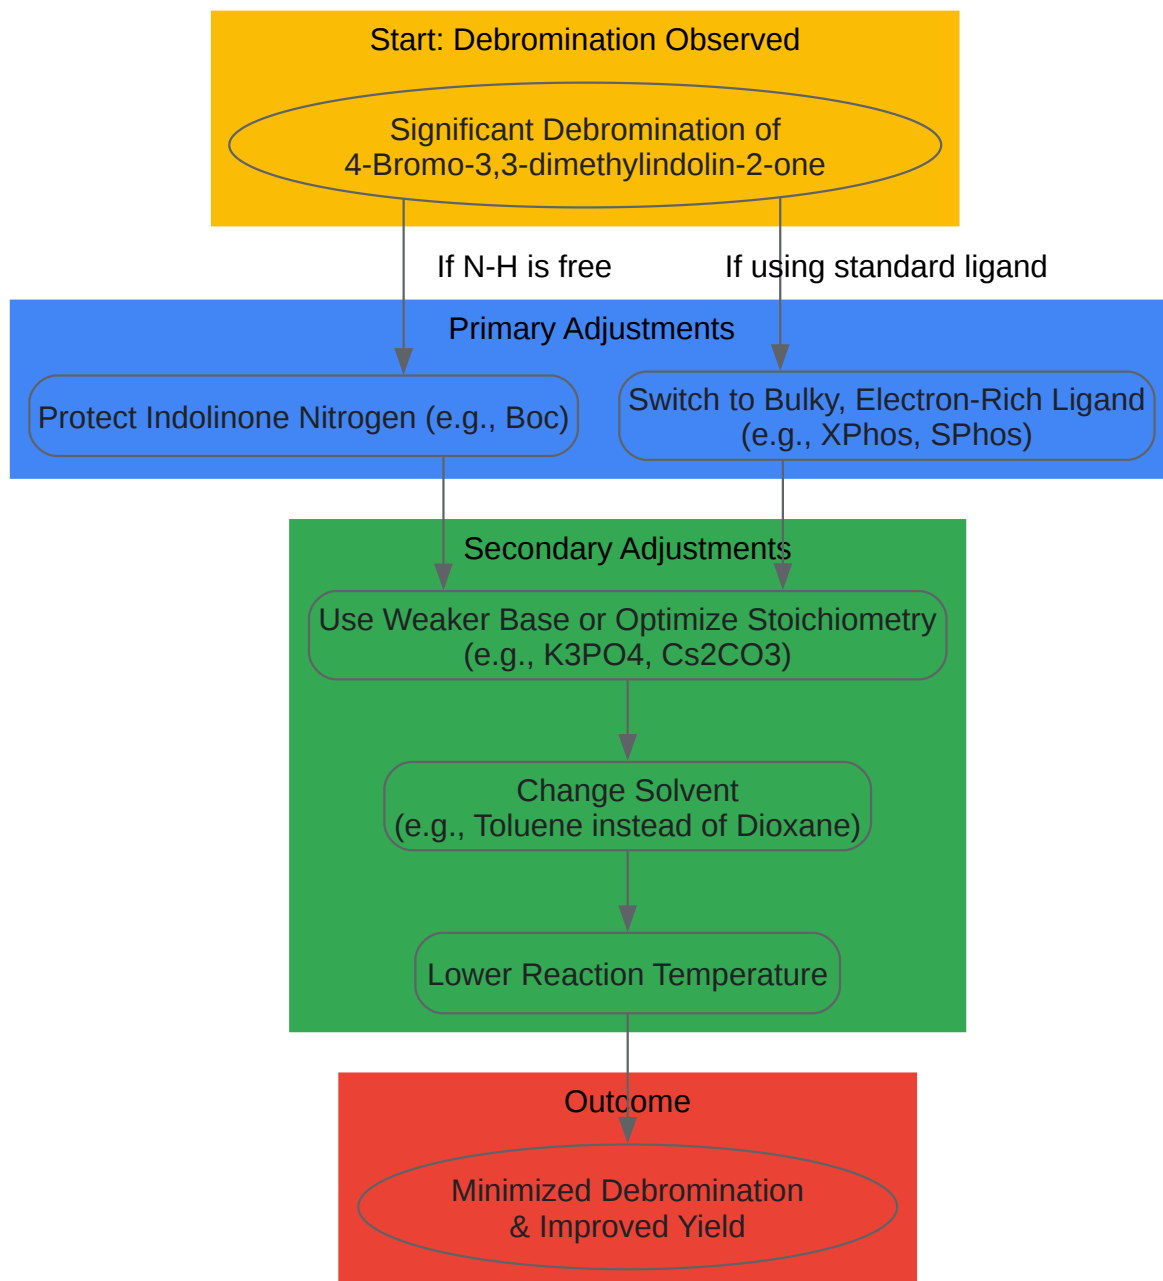 Start: Debromination Observed
Significant Debromination of
4-Bromo-3,3-dimethylindolin-2-one
If N-H is free
If using standard ligand
Primary Adjustments
Protect Indolinone Nitrogen (e.g., Boc)
Switch to Bulky, Electron-Rich Ligand
(e.g., XPhos, SPhos)
Secondary Adjustments
Use Weaker Base or Optimize Stoichiometry
(e.g., K3PO4, Cs2CO3)
Change Solvent
(e.g., Toluene instead of Dioxane)
Lower Reaction Temperature
Outcome
Minimized Debromination
& Improved Yield